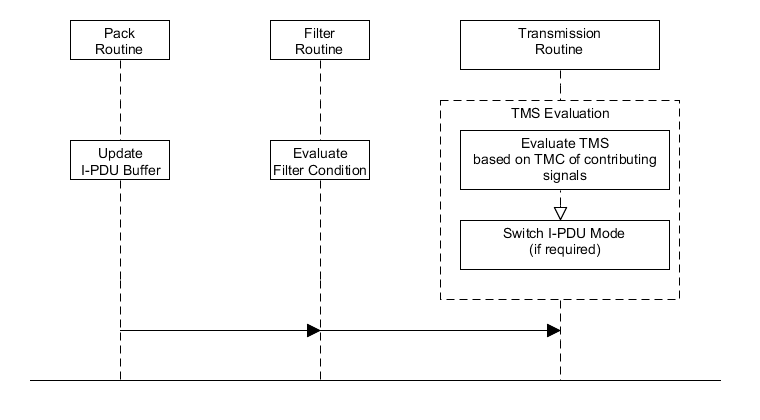 Pack
Routine
Filter
Routine
Transmission
Routine
TMS Evaluation
Update
I-PDU Buffer
Evaluate
Filter Condition
Evaluate TMS
based on TMC of contributing
signals
Switch I-PDU Mode
(if required)